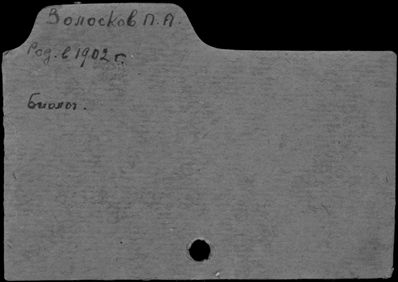 Волосков П. А.
Род. в 1902 г.
Биолог.